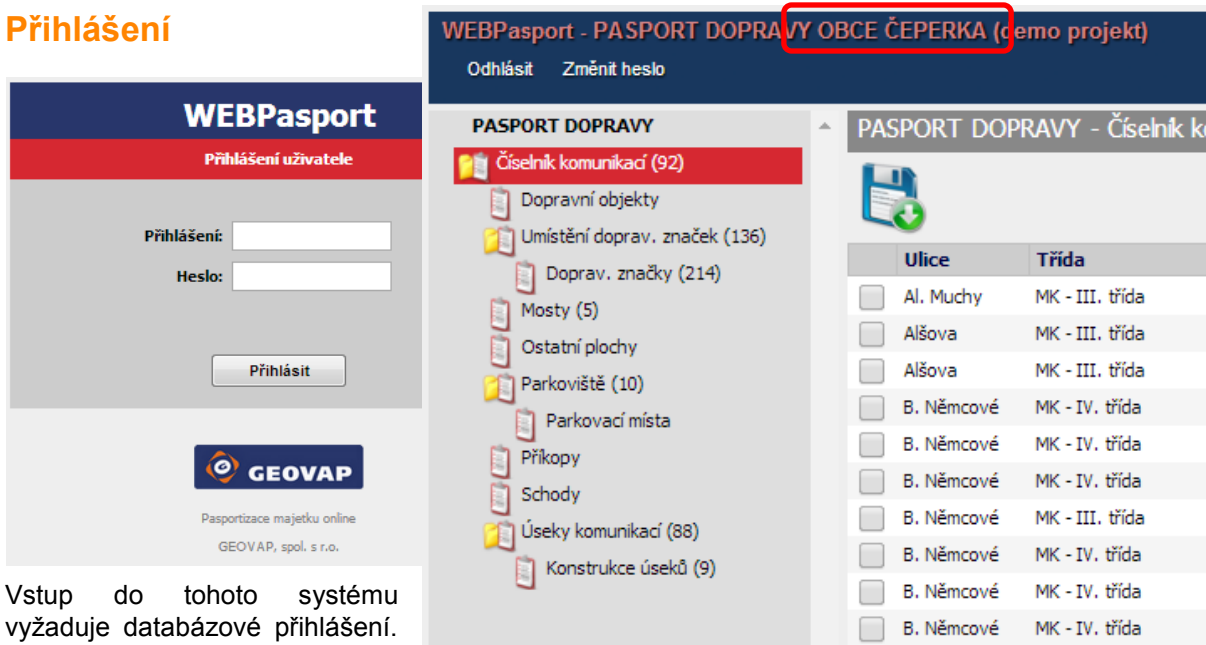 Přihlášení
WEBPasport
Přihlášení uživatele
Přihlášení:
Heslo:
Přihlásit
GEOVAP
Pasportizace majetku online
GEOVAP, spol. s r.o.
Vstup do tohoto systému
vyžaduje databázové přihlášení.
WEBPasport - PASPORT DOPRAVY OBCE ČEPERKA (demo projekt)
Odhlásit Změnit heslo
PASPORT DOPRAVY
Číselník komunikací (92)
Dopravní objekty
Umístění doprav. značek (136)
Doprav. značky (214)
Mosty (5)
Ostatní plochy
Parkoviště (10)
Parkovací místa
Příkopy
Schody
Úseky komunikací (88)
Konstrukce úseků (9)
PASPORT DOPRAVY - Číselník
Ulice Třída
Al. Muchy MK - III. třída
Alšova MK - III. třída
Alšova MK - III. třída
B. Němcové MK - IV. třída
B. Němcové MK - IV. třída
B. Němcové MK - IV. třída
B. Němcové MK - III. třída
B. Němcové MK - IV. třída
B. Němcové MK - IV. třída
B. Němcové MK - IV. třída